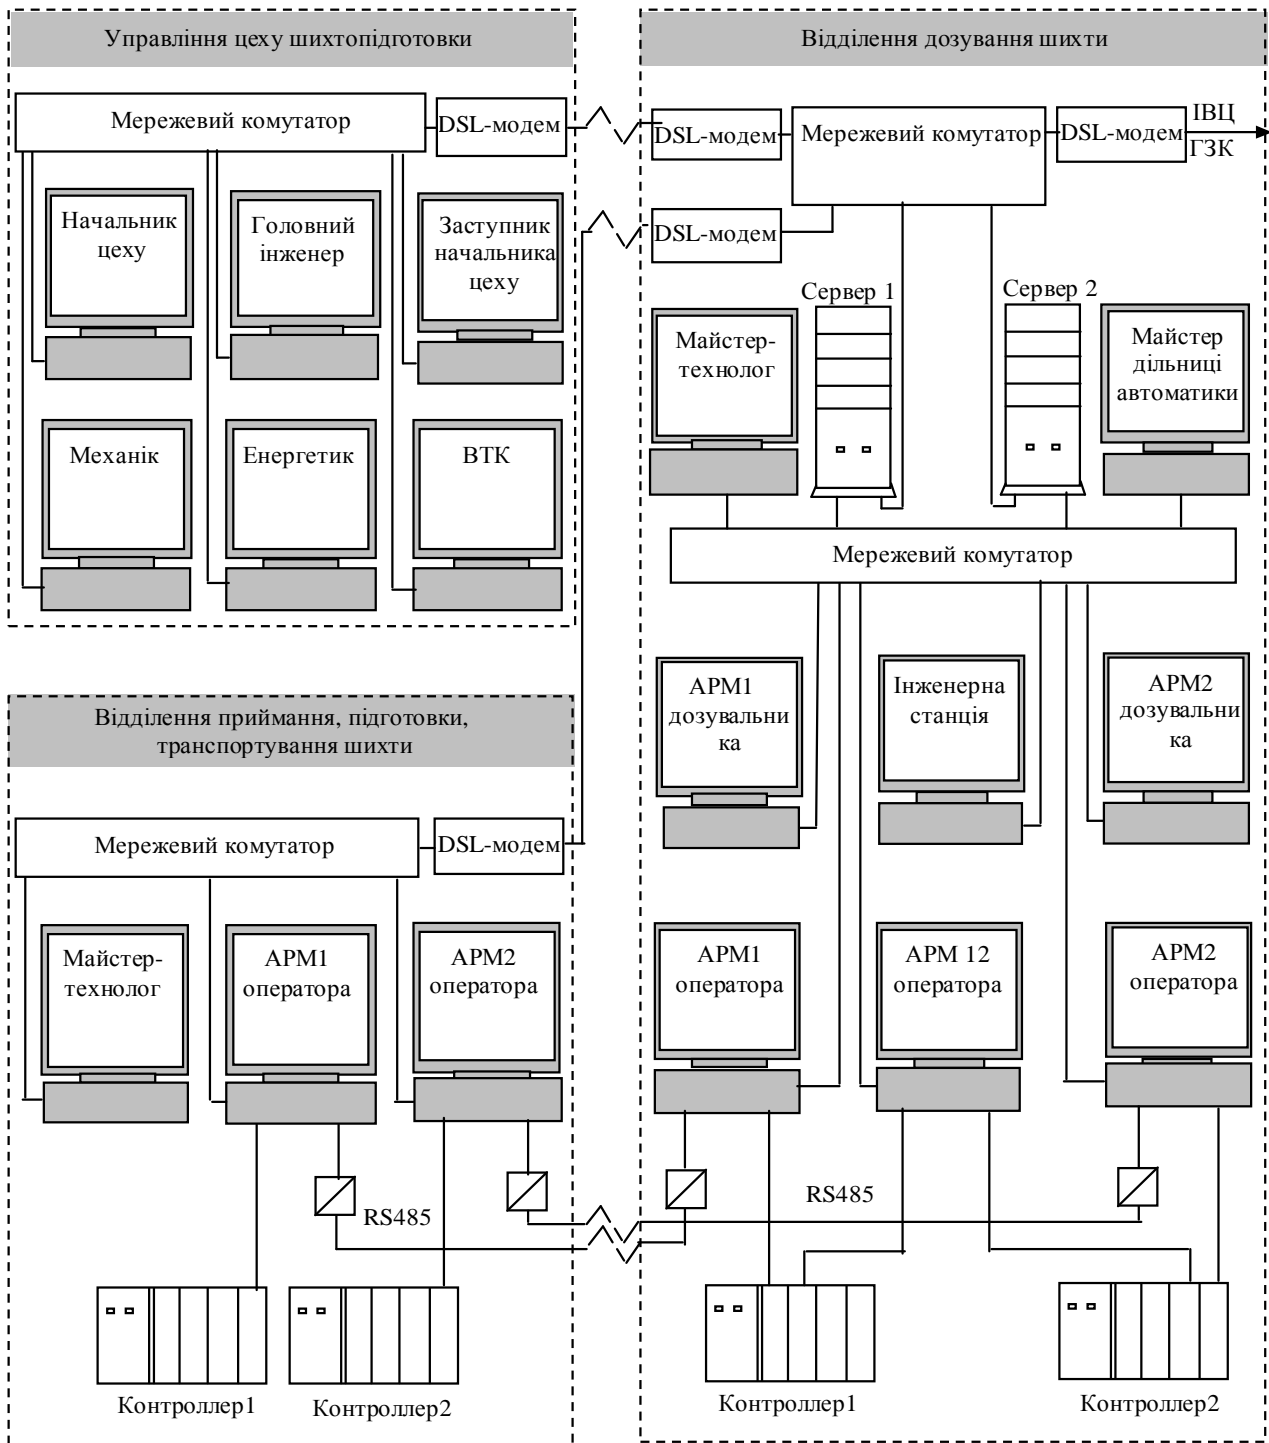 Управління цеху шихтопідготовки
Мережевий комутатор
DSL-модем
Начальник
цеху
Головний
інженер
Заступник
начальника
цеху
Механік
Енергетик
ВТК
Відділення дозування шихти
DSL-модем
Мережевий комутатор
DSL-модем
ІВЦ
ГЗК
DSL-модем
Сервер 1
Сервер 2
Майстер-
технолог
Майстер
дільниці
автоматики
Мережевий комутатор
АРМ1
дозувальни
ка
Інженерна
станція
АРМ2
дозувальни
ка
АРМ1
оператора
АРМ 12
оператора
АРМ2
оператора
RS485
Контроллер1
Контроллер2
Відділення приймання, підготовки,
транспортування шихти
Мережевий комутатор
DSL-модем
Майстер-
технолог
АРМ1
оператора
АРМ2
оператора
RS485
Контроллер1
Контроллер2